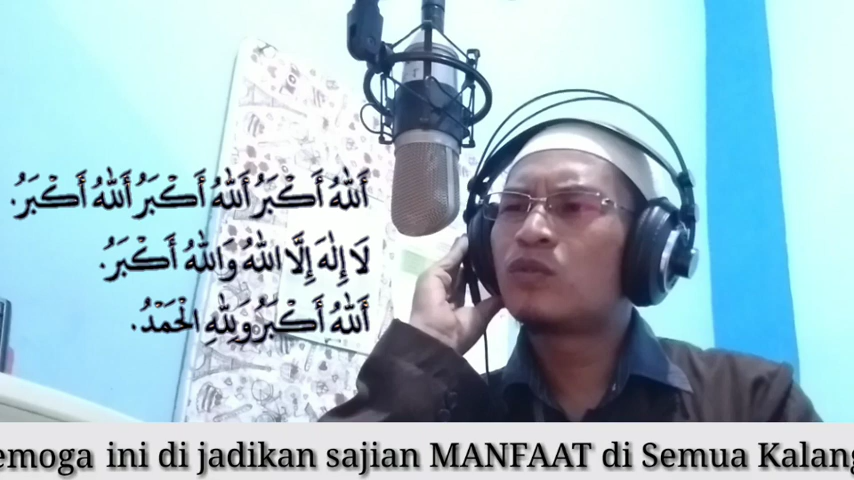 أَللهُ أَكْبَرُ أَللهُ أَكْبَرُ أَللهُ أَكْبَرُ.
لَا إِلٰهَ إِلَّا اللهُ وَاللهُ أَكْبَرُ.
أَللهُ أَكْبَرُ وَلِلّٰهِ الْحَمْدُ.
emoga ini di jadikan sajian MANFAAT di Semua Kalang